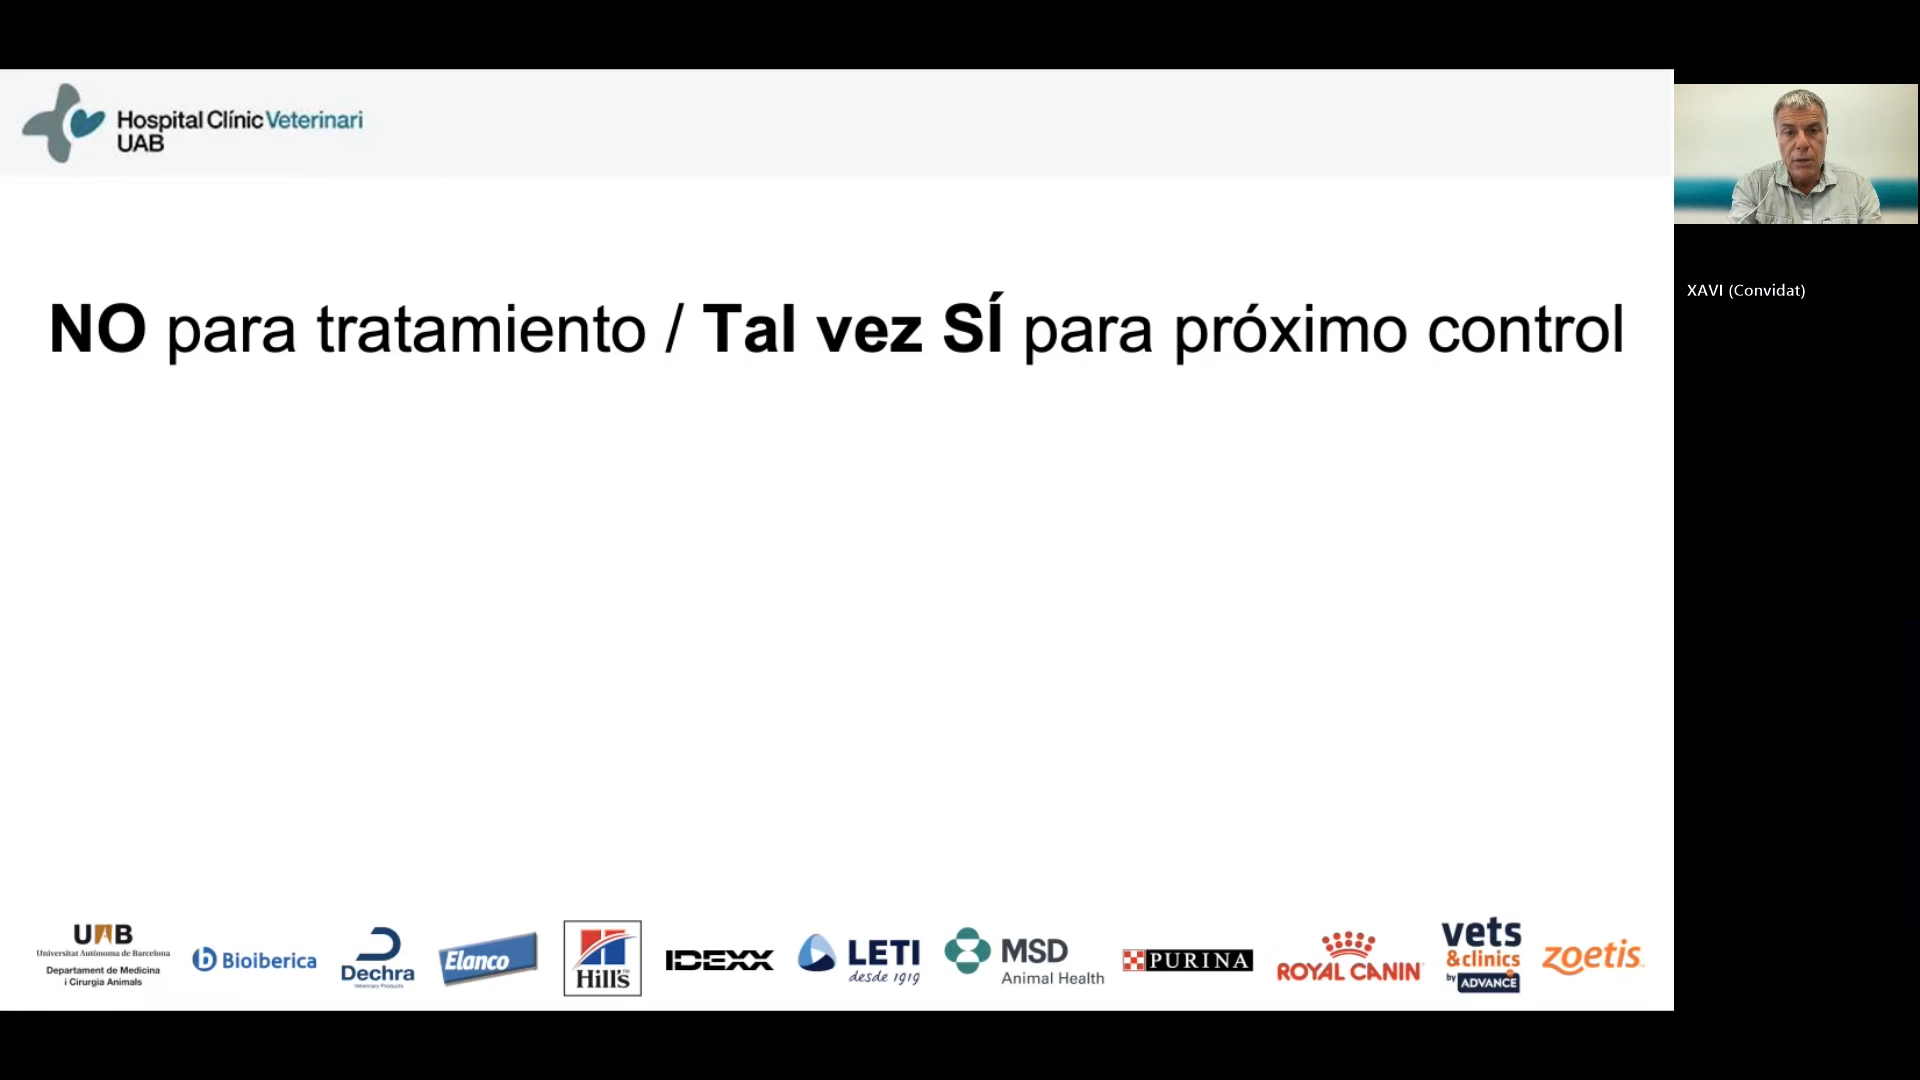 Hospital Clínic Veterinari
UAB
XAVI (Convidat)
NO para tratamiento / Tal vez SÍ para próximo control
UAB
Universitat Autònoma de Barcelona
Departament de Medicina
i Cirurgia Animals
Bioiberica
Dechra
Veterinary Products
Elanco
Hill's
IDEXX
LETI
desde 1919
MSD
Animal Health
PURINA
ROYAL CANIN
vets
&clinics
by ADVANCE
zoetis